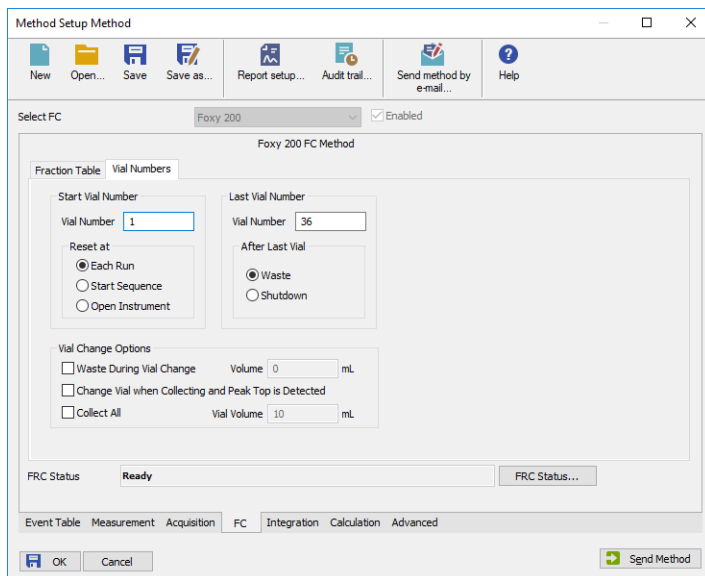 Method Setup Method
New Open... Save Save as... Report setup... Audit trail... Send method by e-mail... Help
Select FC Foxy 200 Enabled
Foxy 200 FC Method
Fraction Table Vial Numbers
Start Vial Number Last Vial Number
Vial Number 1 Vial Number 36
Reset at After Last Vial
Each Run Waste
Start Sequence Shutdown
Open Instrument
Vial Change Options
Waste During Vial Change Volume 0 mL
Change Vial when Collecting and Peak Top is Detected
Collect All Vial Volume 10 mL
FRC Status Ready FRC Status...
Event Table Measurement Acquisition FC Integration Calculation Advanced
OK Cancel Send Method